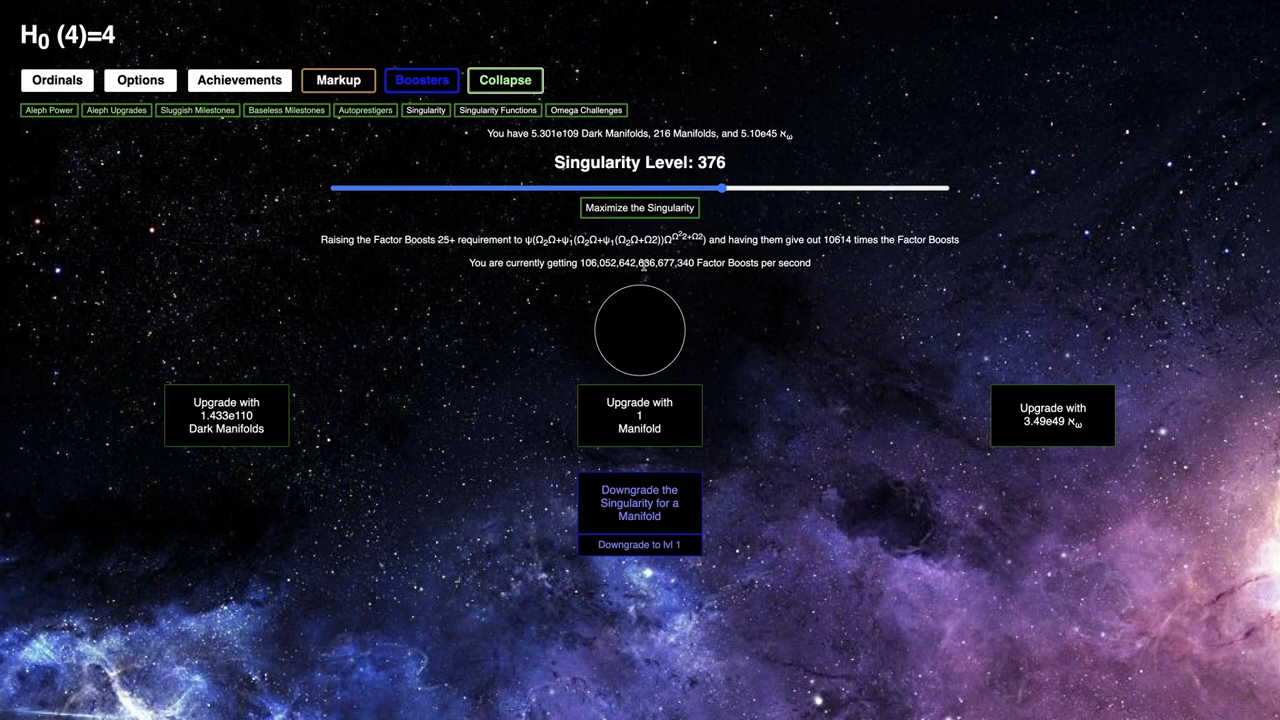 H₀ (4)=4
Ordinals Options Achievements Markup Boosters Collapse
Aleph Power Aleph Upgrades Sluggish Milestones Baseless Milestones Autoprestigers Singularity Singularity Functions Omega Challenges
You have 5.301e109 Dark Manifolds, 216 Manifolds, and 5.10e45 ℵω
Singularity Level: 376
Maximize the Singularity
Raising the Factor Boosts 25+ requirement to ψ(Ω₂Ω+ψ₁(Ω₂Ω+ψ₁(Ω₂Ω+Ω2))Ω^(Ω²2+Ω2)) and having them give out 10614 times the Factor Boosts
You are currently getting 106,052,642,636,677,340 Factor Boosts per second
Upgrade with
1.433e110
Dark Manifolds
Upgrade with
1
Manifold
Upgrade with
3.49e49 ℵω
Downgrade the
Singularity for a
Manifold
Downgrade to lvl 1